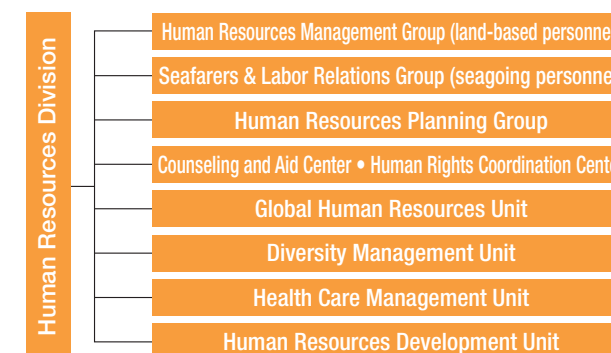 Human Resources Division
Human Resources Management Group (land-based personne
Seafarers & Labor Relations Group (seagoing personne
Human Resources Planning Group
Counseling and Aid Center • Human Rights Coordination Cente
Global Human Resources Unit
Diversity Management Unit
Health Care Management Unit
Human Resources Development Unit